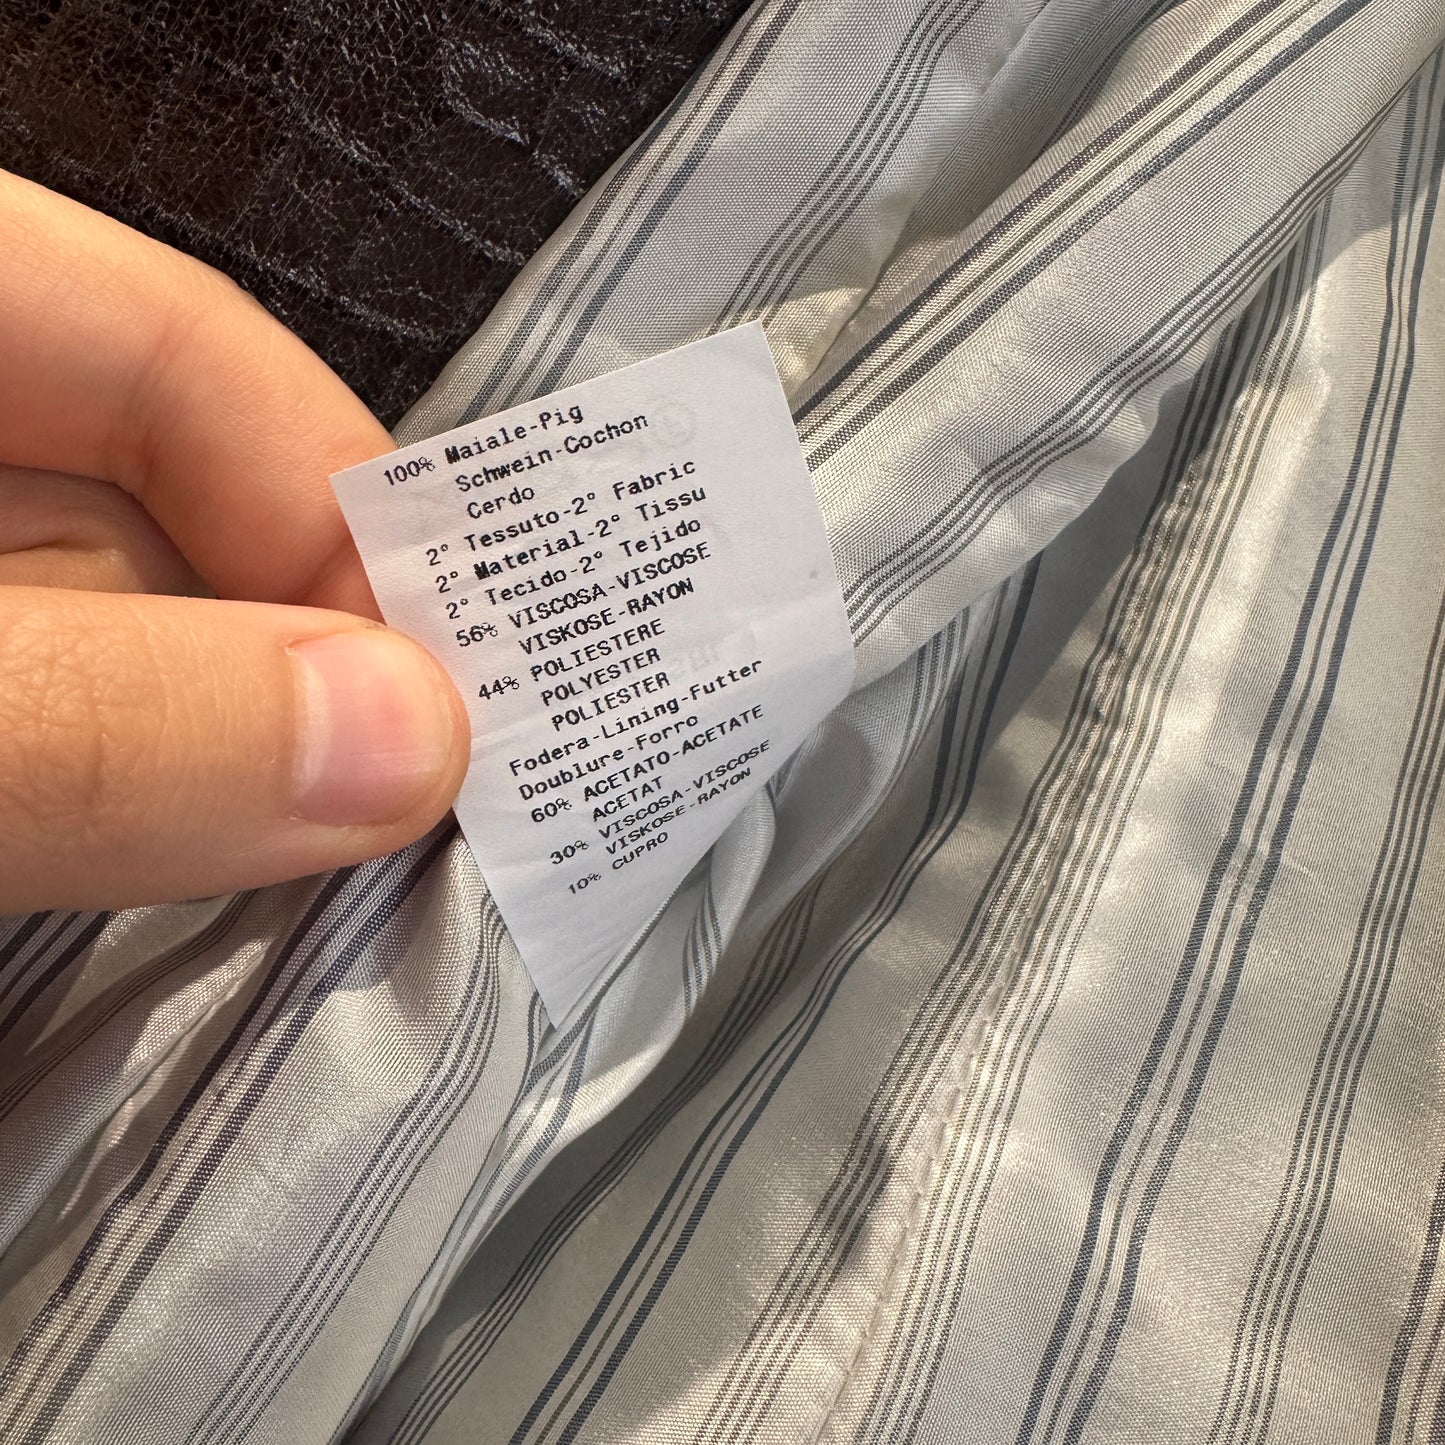 100% Maiale-Pig
Schwein-Cochon
Cerdo
2° Tessuto-2° Fabric
2° Material-2° Tissu
2° Tecido-2° Tejido
56% VISCOSA-VISCOSE
VISKOSE-RAYON
44% POLIESTERE
POLYESTER
POLIESTER
Fodera-Lining-Futter
Doublure-Forro
60% ACETATO-ACETATE
ACETAT
30% VISCOSA-VISCOSE
VISKOSE-RAYON
10% CUPRO